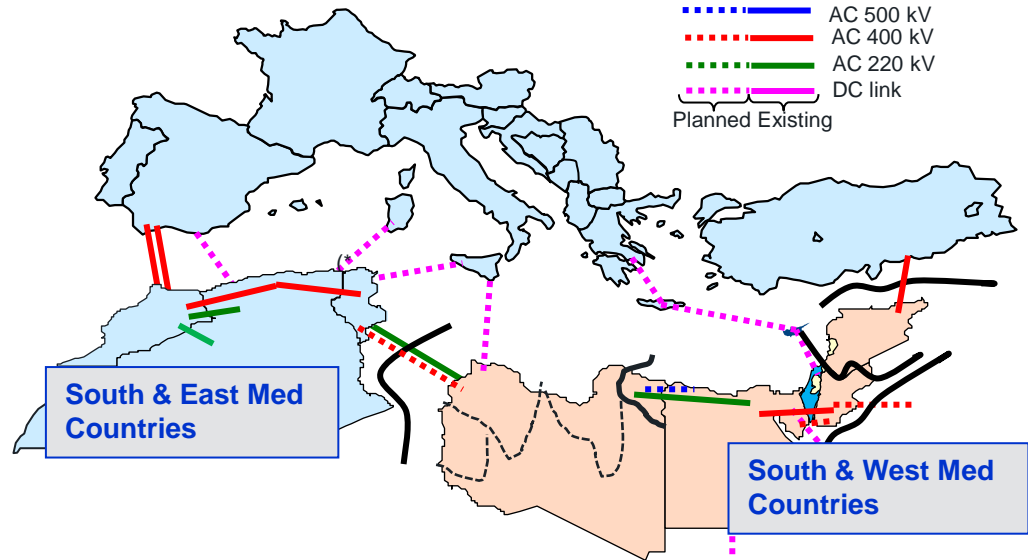 AC 500 kV
AC 400 kV
AC 220 kV
DC link
Planned Existing
(*
South & East Med
Countries
South & West Med
Countries